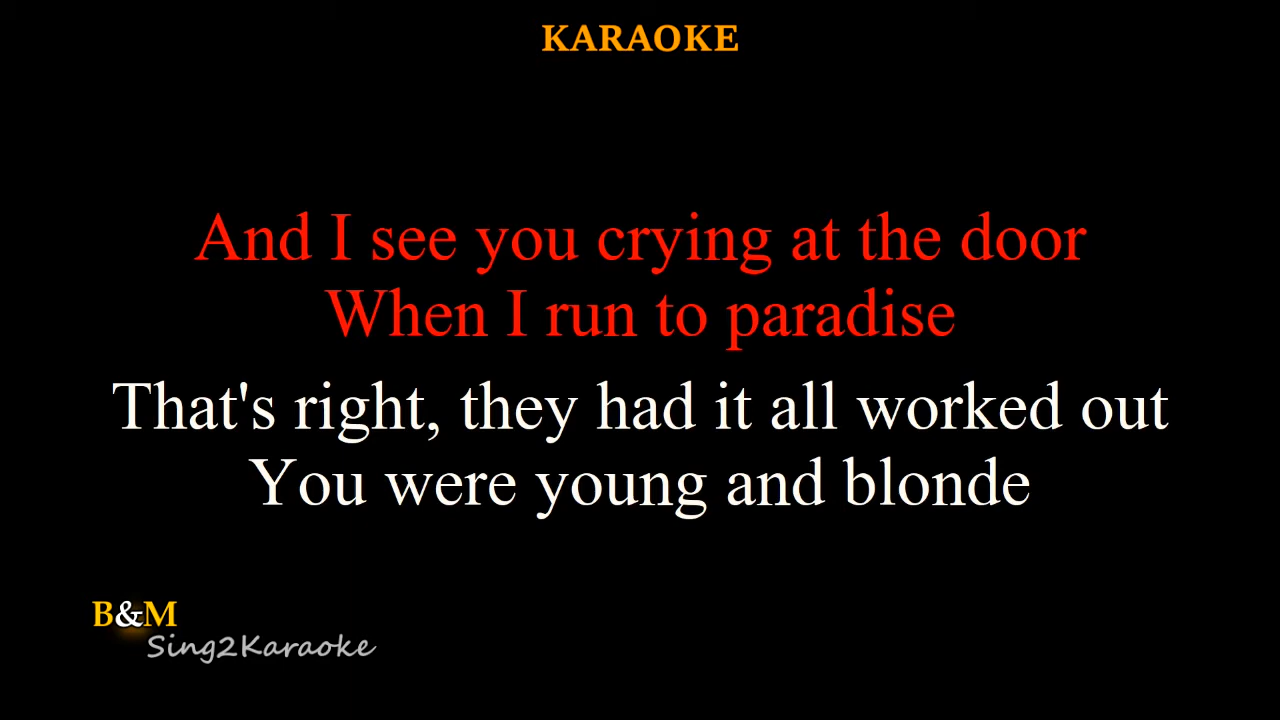 KARAOKE
And I see you crying at the door
When I run to paradise
That's right, they had it all worked out
You were young and blonde
B&M
Sing2Karaoke